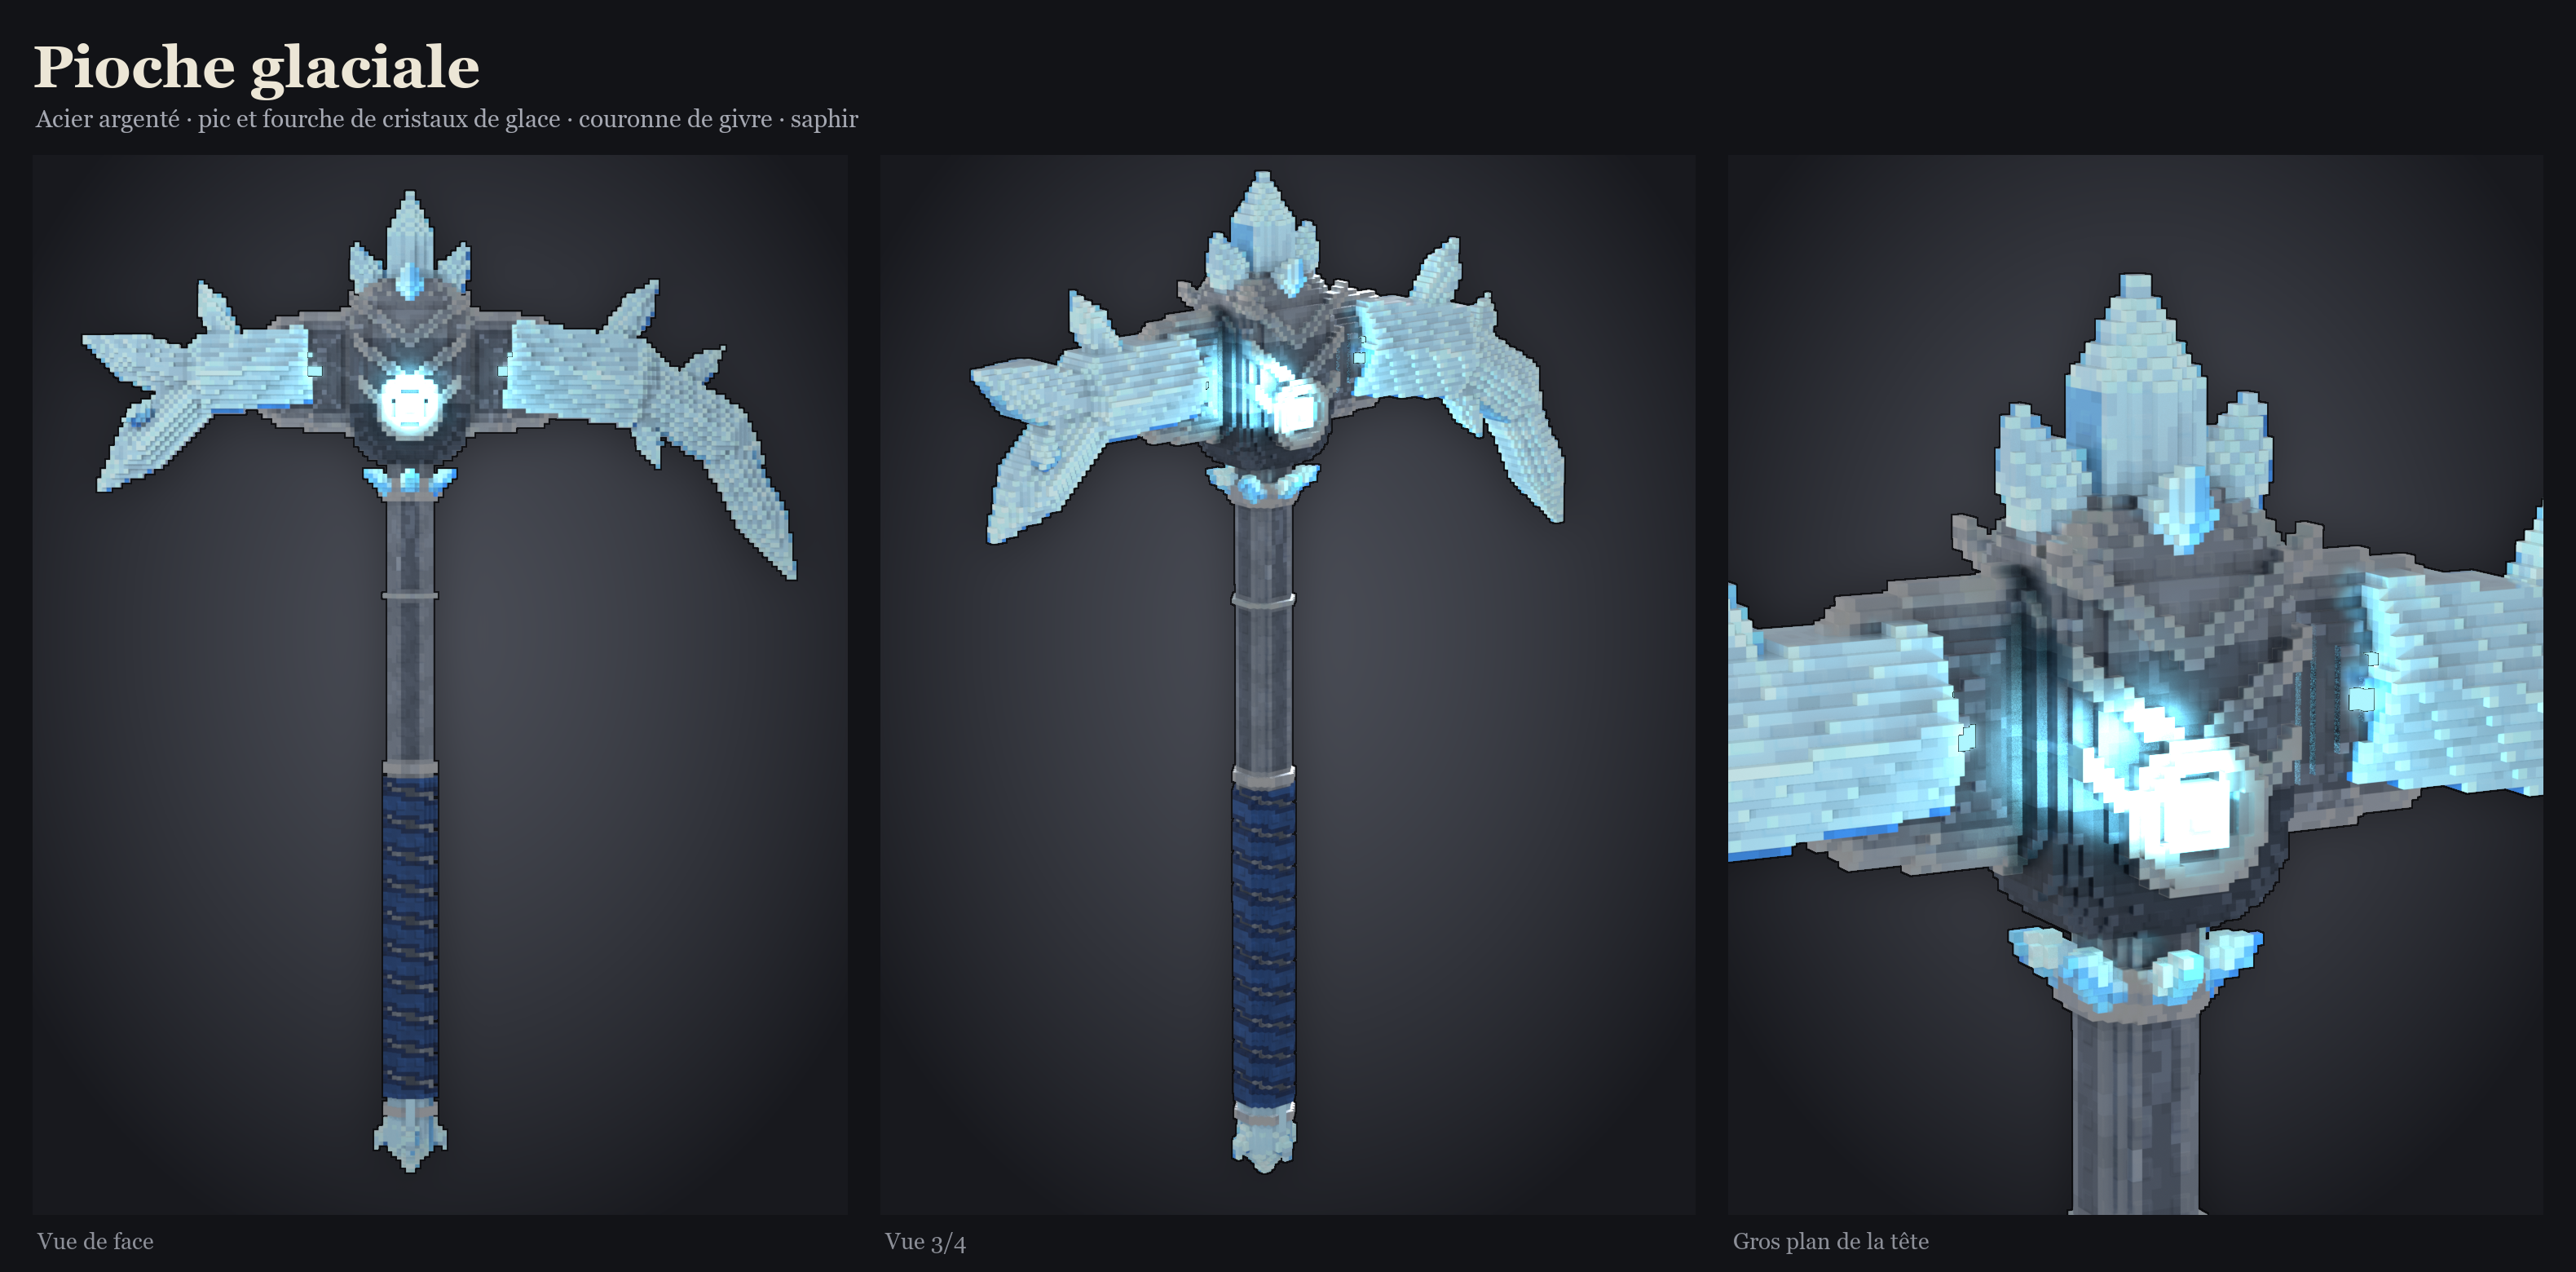 Pioche glaciale
Acier argenté · pic et fourche de cristaux de glace · couronne de givre · saphir
Vue de face
Vue 3/4
Gros plan de la tête